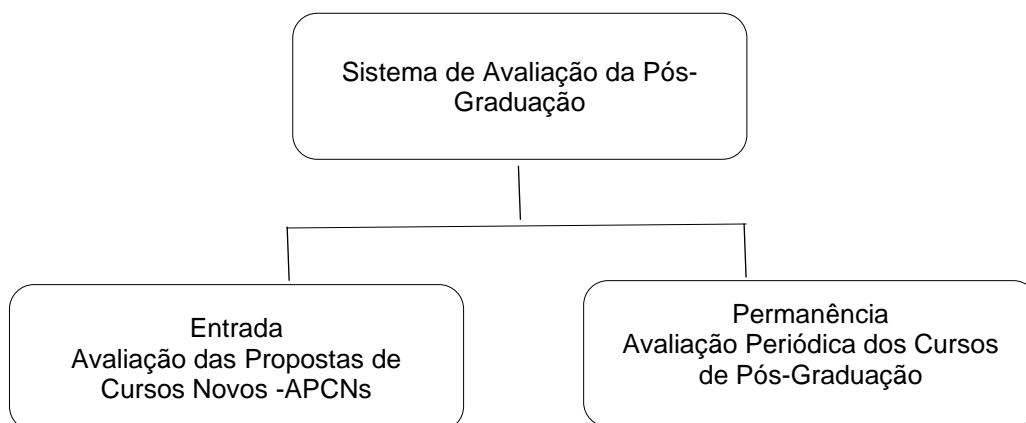 Sistema de Avaliação da Pós-
Graduação
Entrada
Avaliação das Propostas de
Cursos Novos -APCNs
Permanência
Avaliação Periódica dos Cursos
de Pós-Graduação